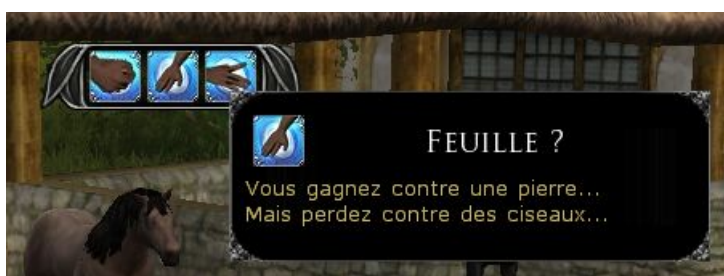 FEUILLE ?
Vous gagnez contre une pierre...
Mais perdez contre des ciseaux...